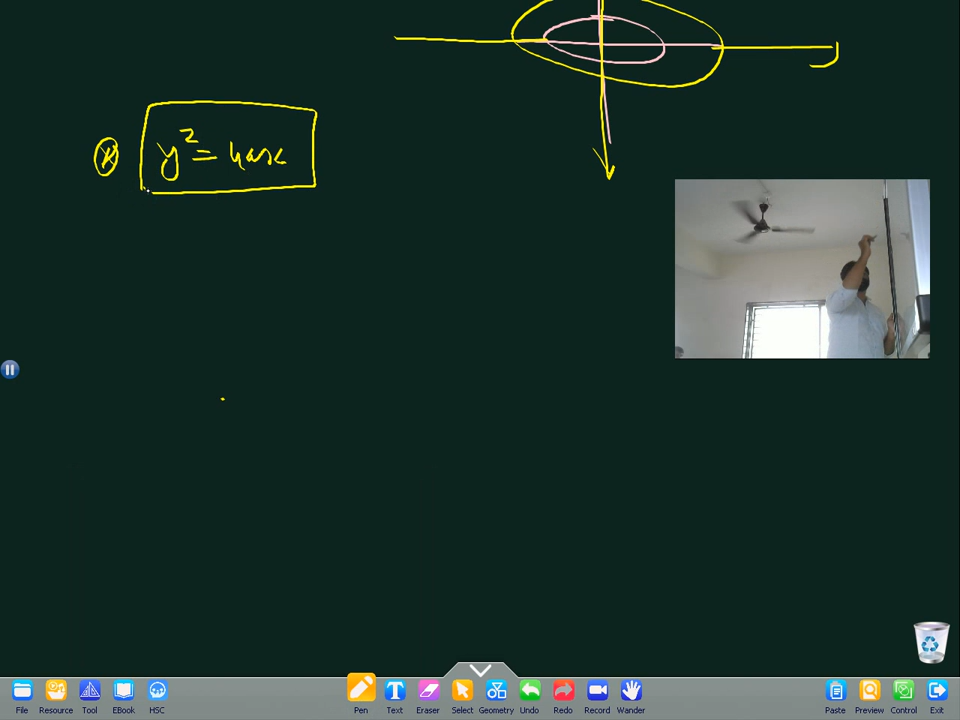 y
y² = 4ax
File Resource Tool EBook HSC Pen Text Eraser Select Geometry Undo Redo Record Wander Paste Preview Control Exit